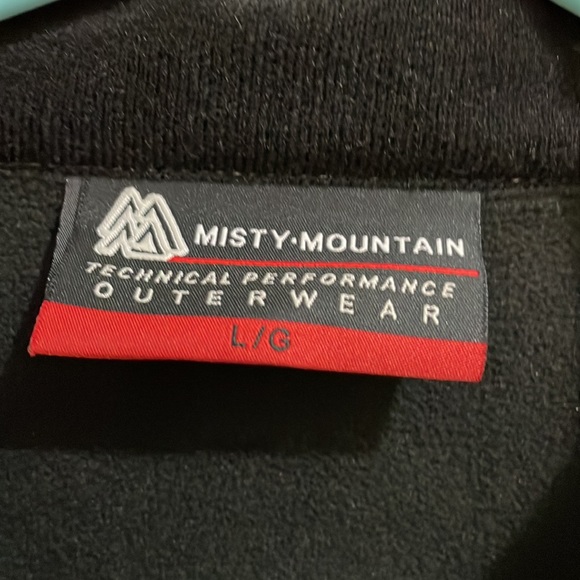 MISTY·MOUNTAIN
TECHNICAL PERFORMANCE
OUTERWEAR
L/G